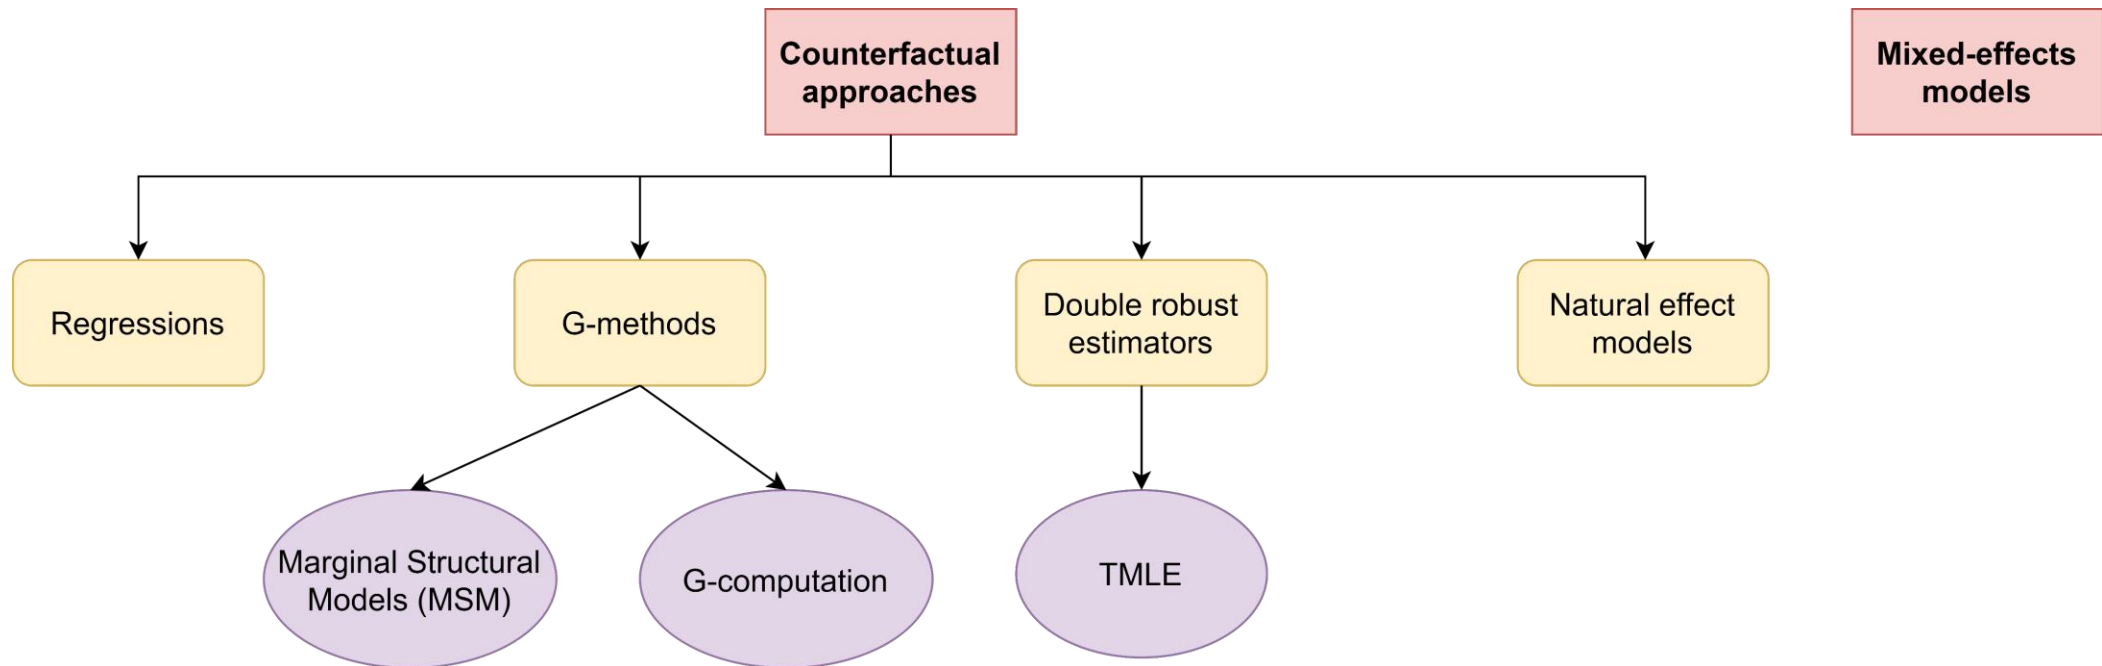 Counterfactual
approaches
Mixed-effects
models
Regressions
G-methods
Double robust
estimators
Natural effect
models
Marginal Structural
Models (MSM)
G-computation
TMLE